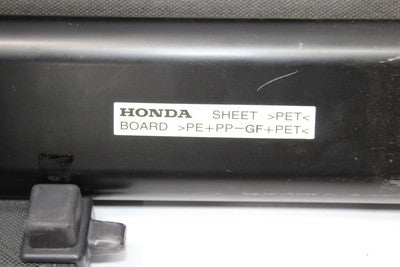 HONDA SHEET >PET<
BOARD >PE+PP-GF+PET<